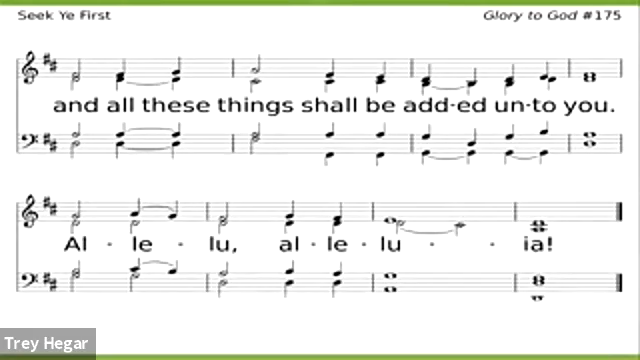 Seek Ye First
Glory to God #175
and all these things shall be add·ed un·to you.
Al · le · lu, al·le·lu · · ia!
Trey Hegar